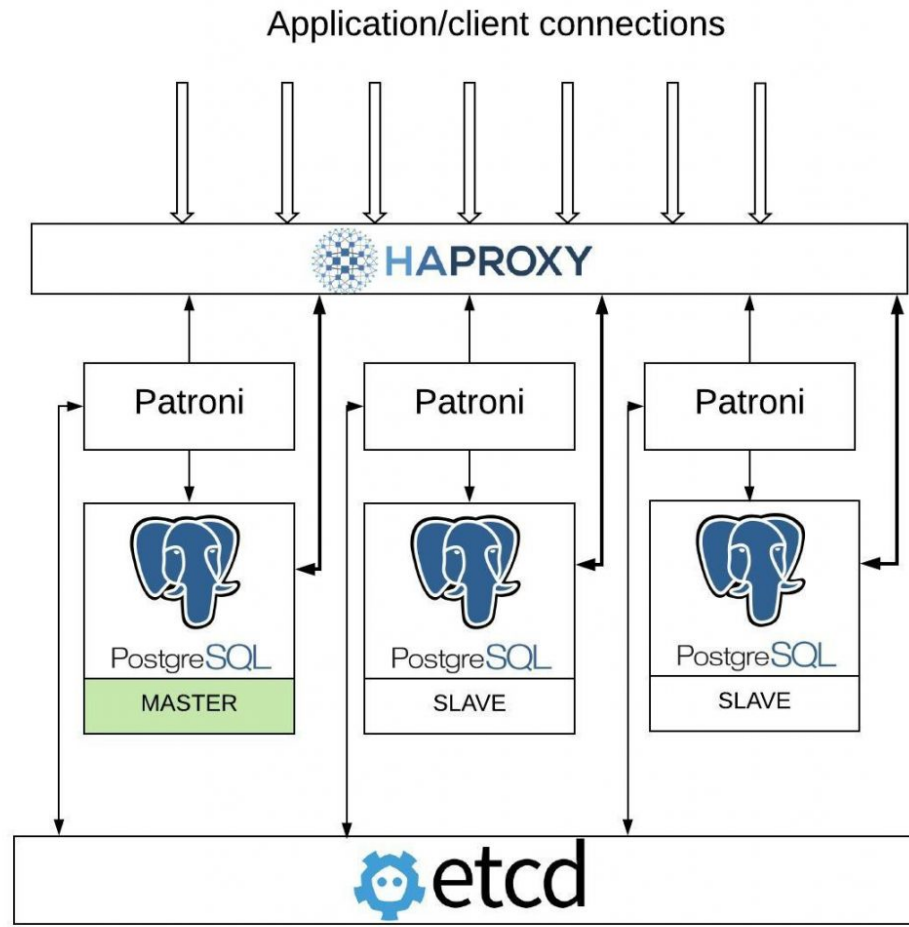 Application/client connections
HAPROXY
Patroni
Patroni
Patroni
PostgreSQL
PostgreSQL
PostgreSQL
MASTER
SLAVE
SLAVE
etcd